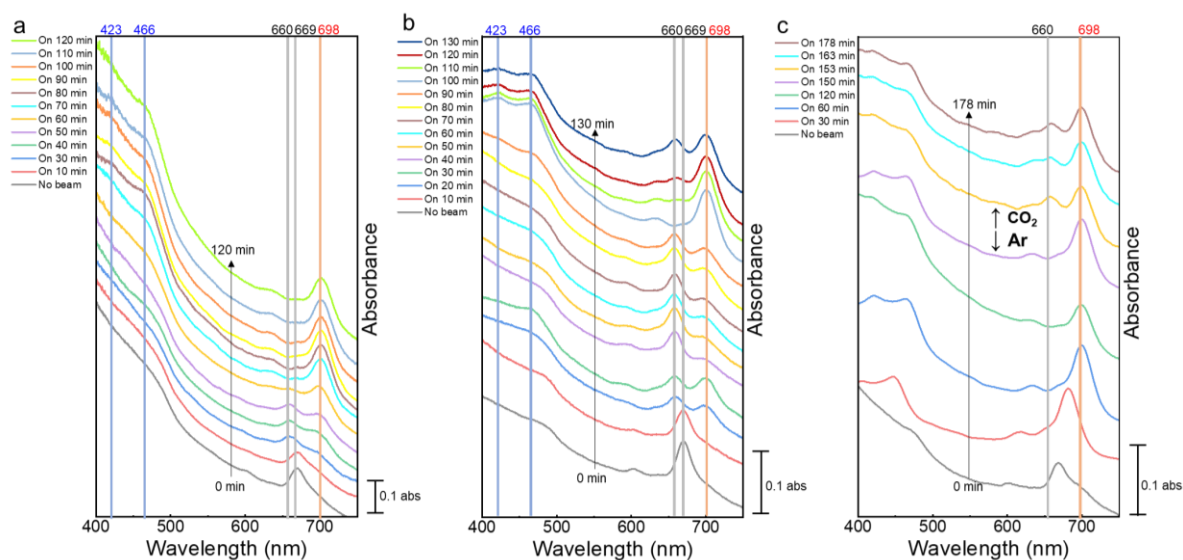 a
423 466 660 669 698
On 120 min
On 110 min
On 100 min
On 90 min
On 80 min
On 70 min
On 60 min
On 50 min
On 40 min
On 30 min
On 10 min
No beam
120 min
0 min
Absorbance
0.1 abs
400 500 600 700
Wavelength (nm)
b
423 466 660 669 698
On 130 min
On 120 min
On 110 min
On 100 min
On 90 min
On 80 min
On 70 min
On 60 min
On 50 min
On 40 min
On 30 min
On 20 min
On 10 min
No beam
130 min
0 min
Absorbance
0.1 abs
400 500 600 700
Wavelength (nm)
c
660 698
On 178 min
On 163 min
On 153 min
On 150 min
On 120 min
On 60 min
On 30 min
No beam
178 min
CO₂
Ar
0 min
Absorbance
0.1 abs
400 500 600 700
Wavelength (nm)